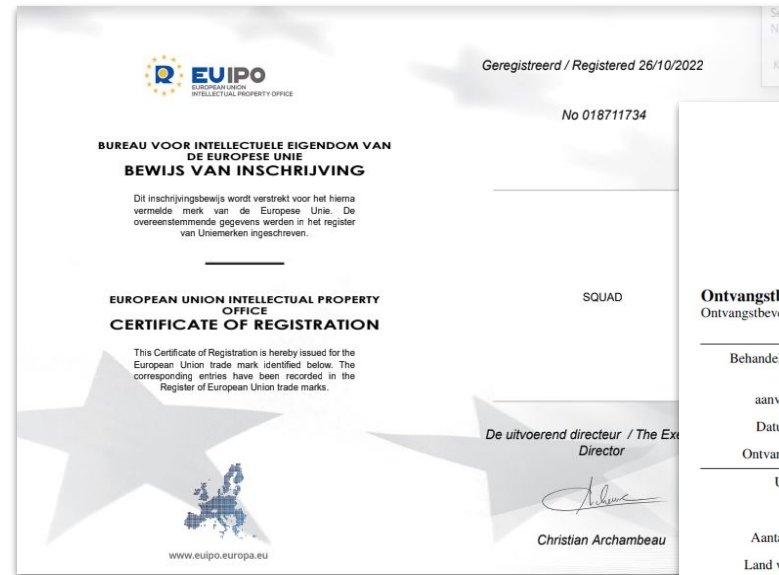 EUIPO
EUROPEAN UNION
INTELLECTUAL PROPERTY OFFICE
BUREAU VOOR INTELLECTUELE EIGENDOM VAN
DE EUROPESE UNIE
BEWIJS VAN INSCHRIJVING
Dit inschrijvingsbewijs wordt verstrekt voor het hierna
vermelde merk van de Europese Unie. De
overeenstemmende gegevens werden in het register
van Uniemerken ingeschreven.
EUROPEAN UNION INTELLECTUAL PROPERTY
OFFICE
CERTIFICATE OF REGISTRATION
This Certificate of Registration is hereby issued for the
European Union trade mark identified below. The
corresponding entries have been recorded in the
Register of European Union trade marks.
www.euipo.europa.eu
Geregistreerd / Registered 26/10/2022
No 018711734
SQUAD
De uitvoerend directeur / The Exe
Director
Christian Archambeau
Ontvangstb
Ontvangstbeve
Behandel
aanv
Datu
Ontvan
U
Aanta
Land v